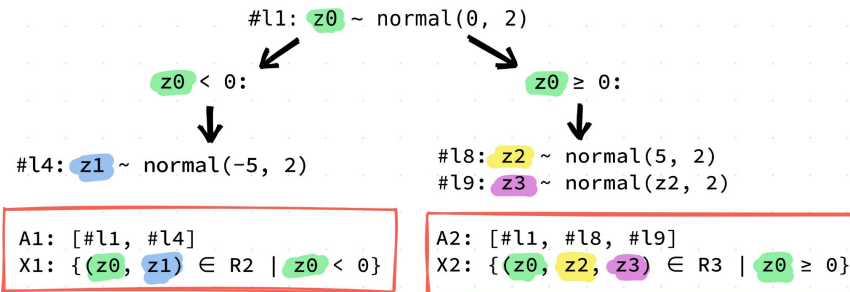 #l1: z0 ~ normal(0, 2)
z0 < 0:
z0 ≥ 0:
#l4: z1 ~ normal(−5, 2)
#l8: z2 ~ normal(5, 2)
#l9: z3 ~ normal(z2, 2)
A1: [#l1, #l4]
X1: {(z0, z1) ∈ R2 | z0 < 0}
A2: [#l1, #l8, #l9]
X2: {(z0, z2, z3) ∈ R3 | z0 ≥ 0}